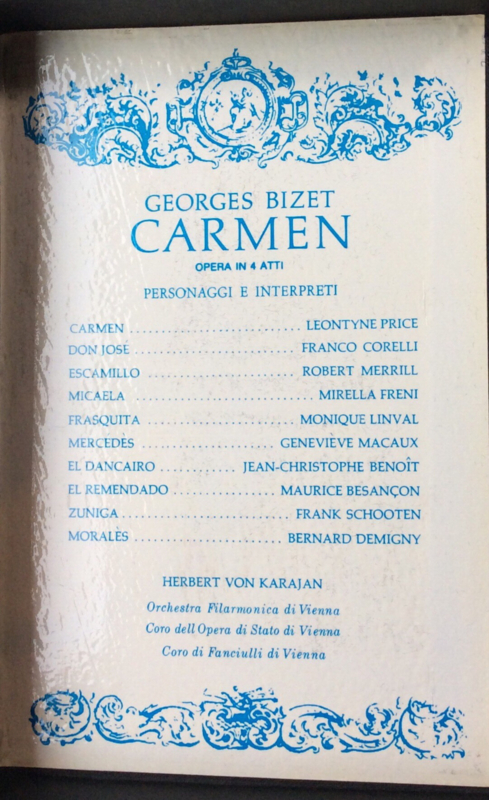 GEORGES BIZET
CARMEN
OPERA IN 4 ATTI
PERSONAGGI E INTERPRETI
CARMEN ............................ LEONTYNE PRICE
DON JOSE .......................... FRANCO CORELLI
ESCAMILLO ......................... ROBERT MERRILL
MICAELA ............................. MIRELLA FRENI
FRASQUITA ......................... MONIQUE LINVAL
MERCEDÈS ..................... GENEVIÈVE MACAUX
EL DANCAIRO ............ JEAN-CHRISTOPHE BENOÎT
EL REMENDADO ................ MAURICE BESANÇON
ZUNIGA .......................... FRANK SCHOOTEN
MORALÈS ....................... BERNARD DEMIGNY
HERBERT VON KARAJAN
Orchestra Filarmonica di Vienna
Coro dell'Opera di Stato di Vienna
Coro di Fanciulli di Vienna